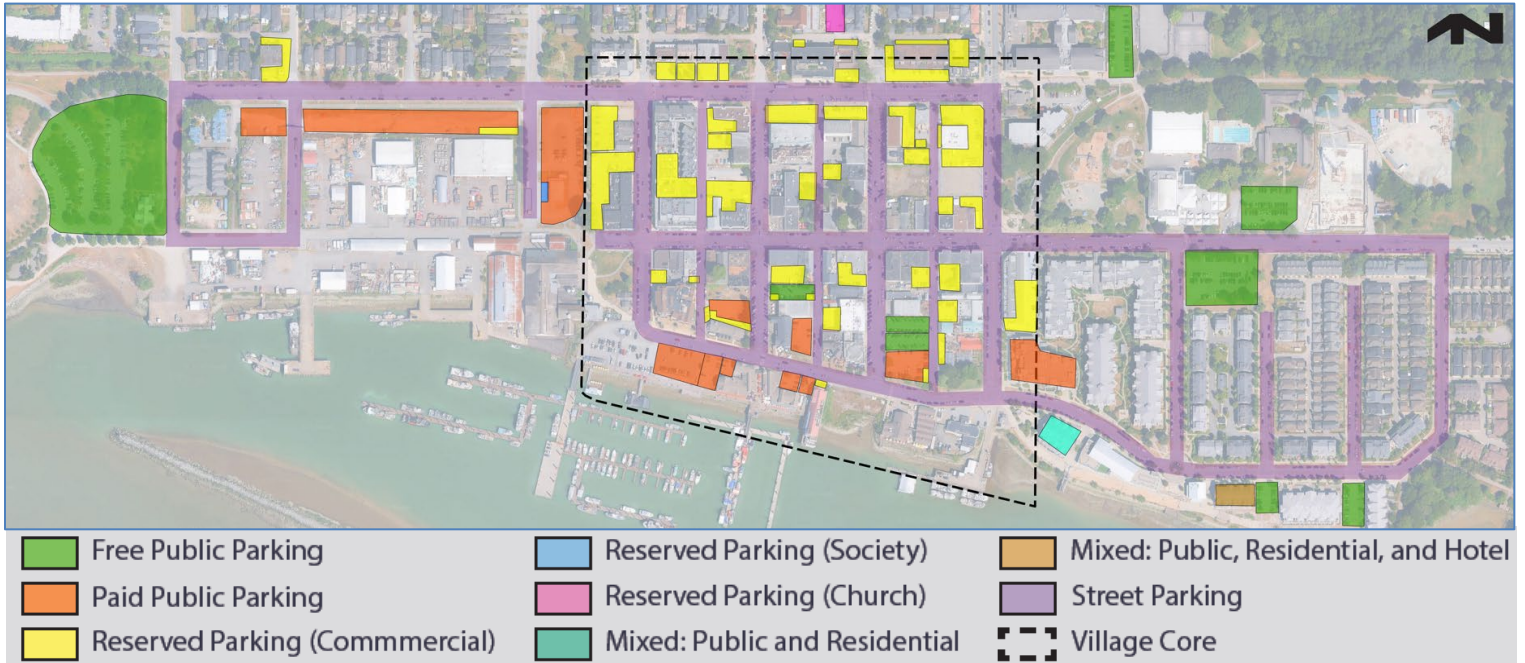 N
Free Public Parking
Reserved Parking (Society)
Mixed: Public, Residential, and Hotel
Paid Public Parking
Reserved Parking (Church)
Street Parking
Reserved Parking (Commmercial)
Mixed: Public and Residential
Village Core